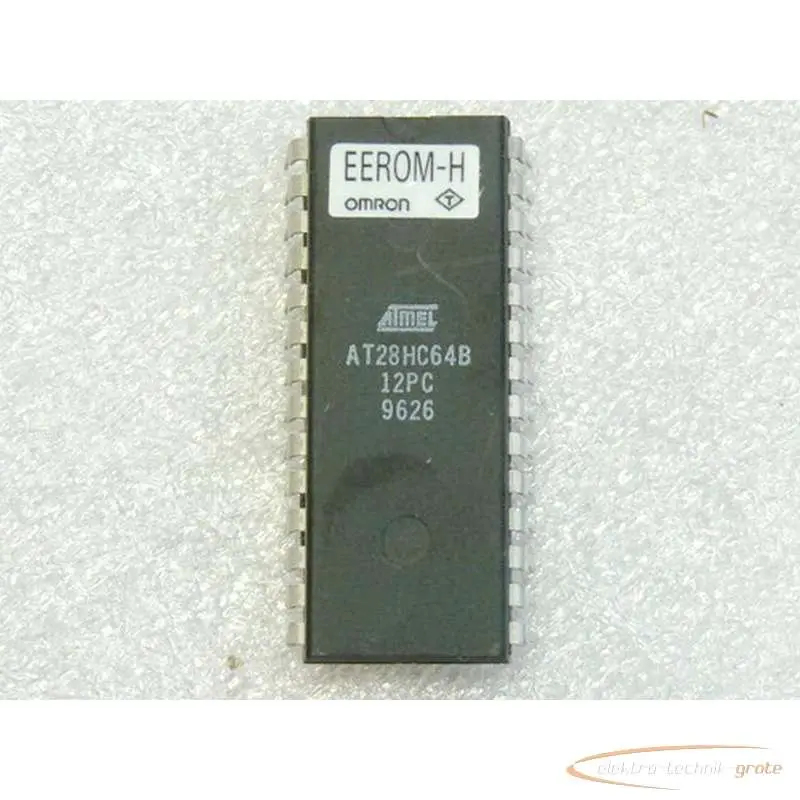 EEROM-H
OMRON T
ATMEL
AT28HC64B
12PC
9626
elektro-technik-grote